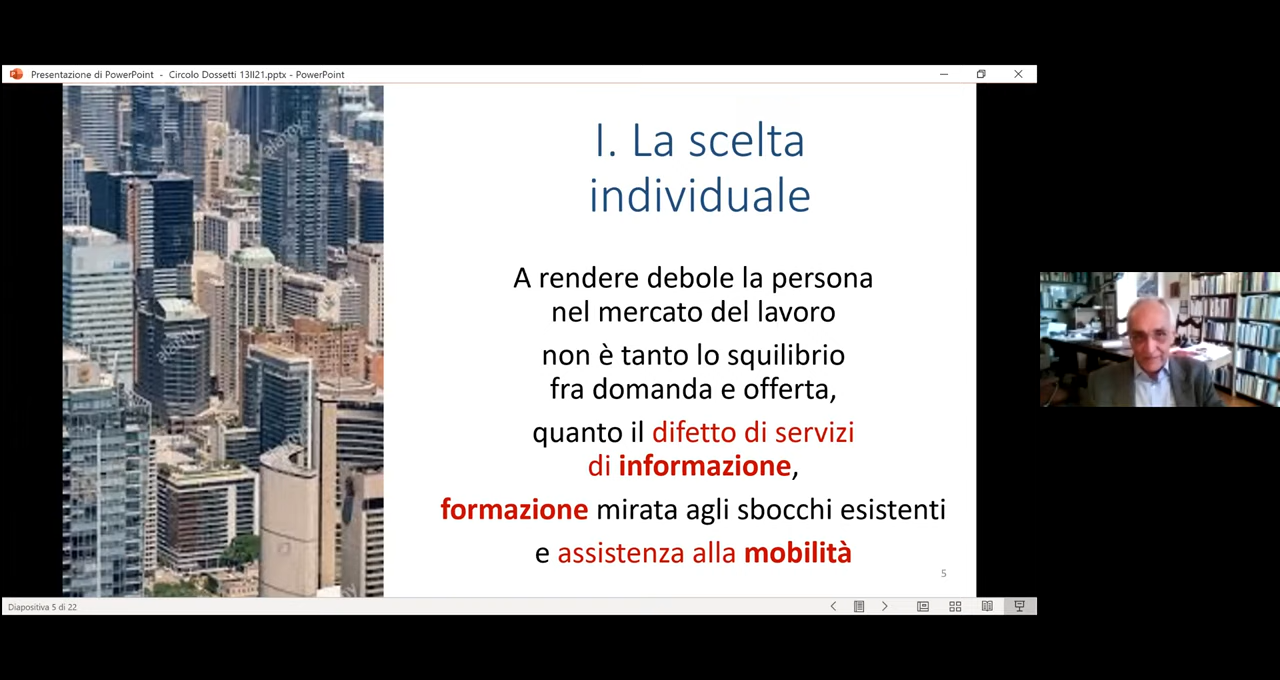 Presentazione di PowerPoint - Circolo Dossetti 13II21.pptx - PowerPoint
alamy
alamy
I. La scelta
individuale
A rendere debole la persona
nel mercato del lavoro
non è tanto lo squilibrio
fra domanda e offerta,
quanto il difetto di servizi
di informazione,
formazione mirata agli sbocchi esistenti
e assistenza alla mobilità
5
Diapositiva 5 di 22